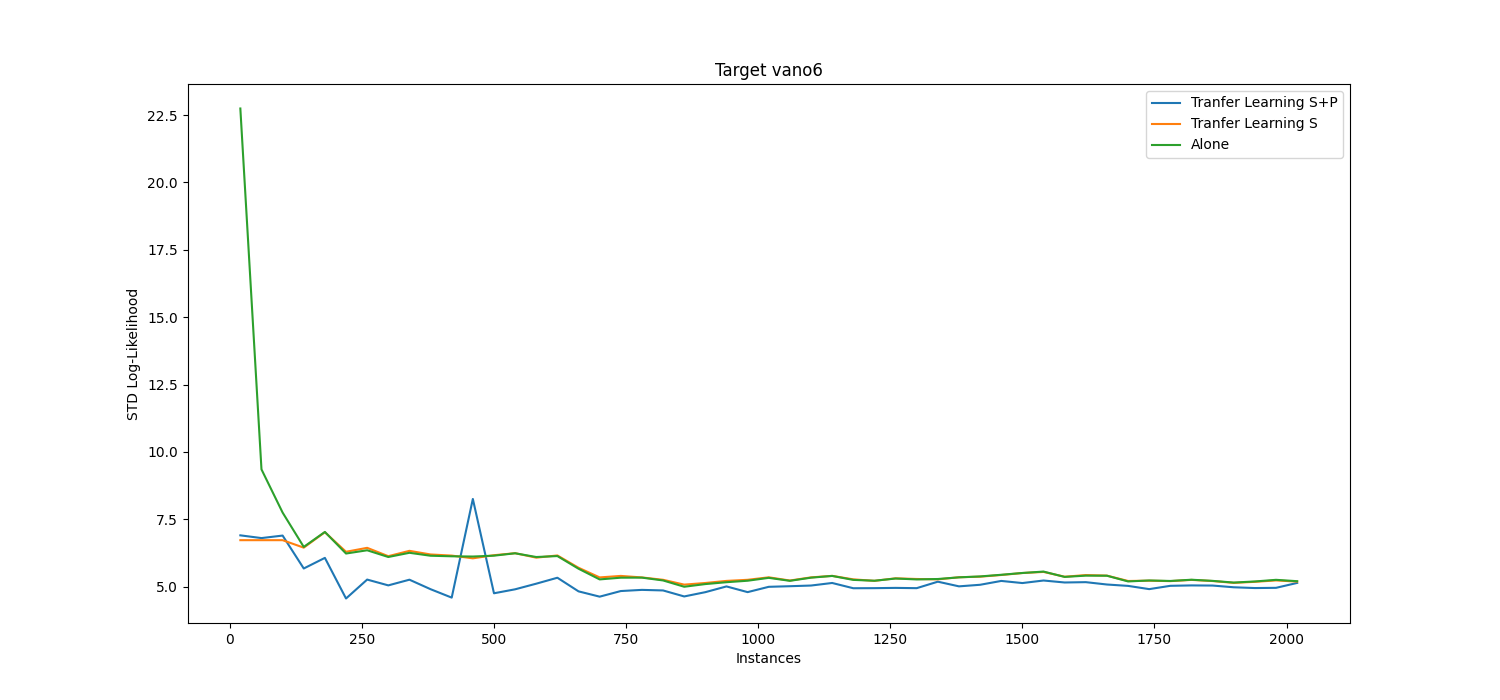 Target vano6
Tranfer Learning S+P
Tranfer Learning S
Alone
STD Log-Likelihood
22.5
20.0
17.5
15.0
12.5
10.0
7.5
5.0
0 250 500 750 1000 1250 1500 1750 2000
Instances